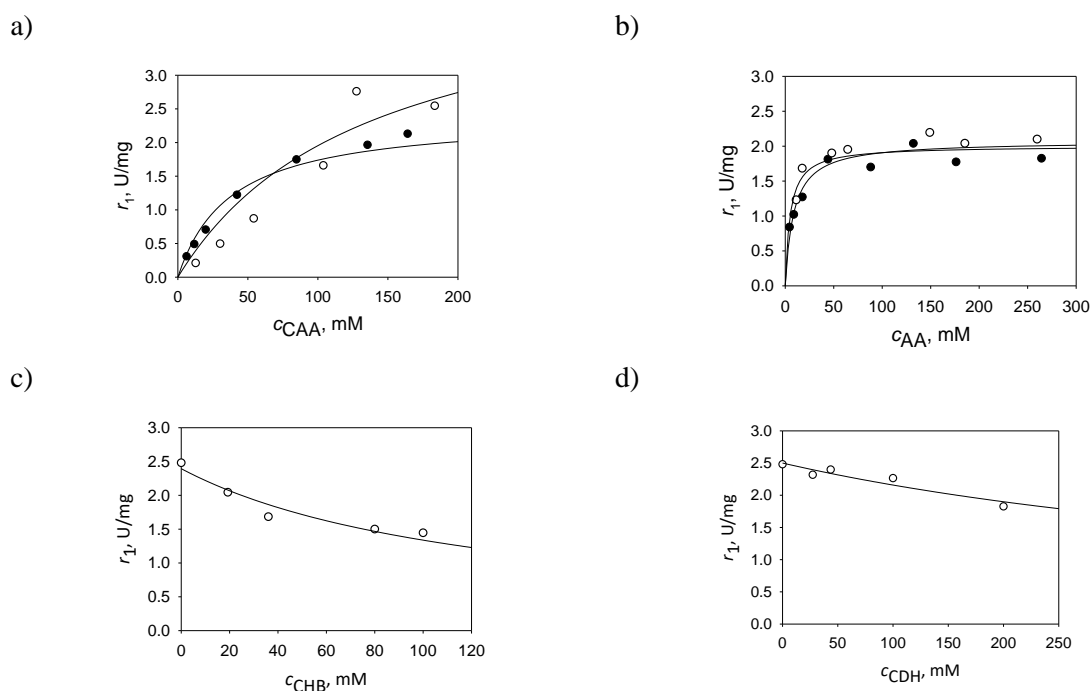 a)
b)
3.0
2.5
2.0
1.5
1.0
0.5
0.0
r₁, U/mg
0 50 100 150 200
cCAA, mM
3.0
2.5
2.0
1.5
1.0
0.5
0.0
r₁, U/mg
0 50 100 150 200 250 300
cAA, mM
c)
d)
3.0
2.5
2.0
1.5
1.0
0.5
0.0
r₁, U/mg
0 20 40 60 80 100 120
cCHB, mM
3.0
2.5
2.0
1.5
1.0
0.5
0.0
r₁, U/mg
0 50 100 150 200 250
cCDH, mM